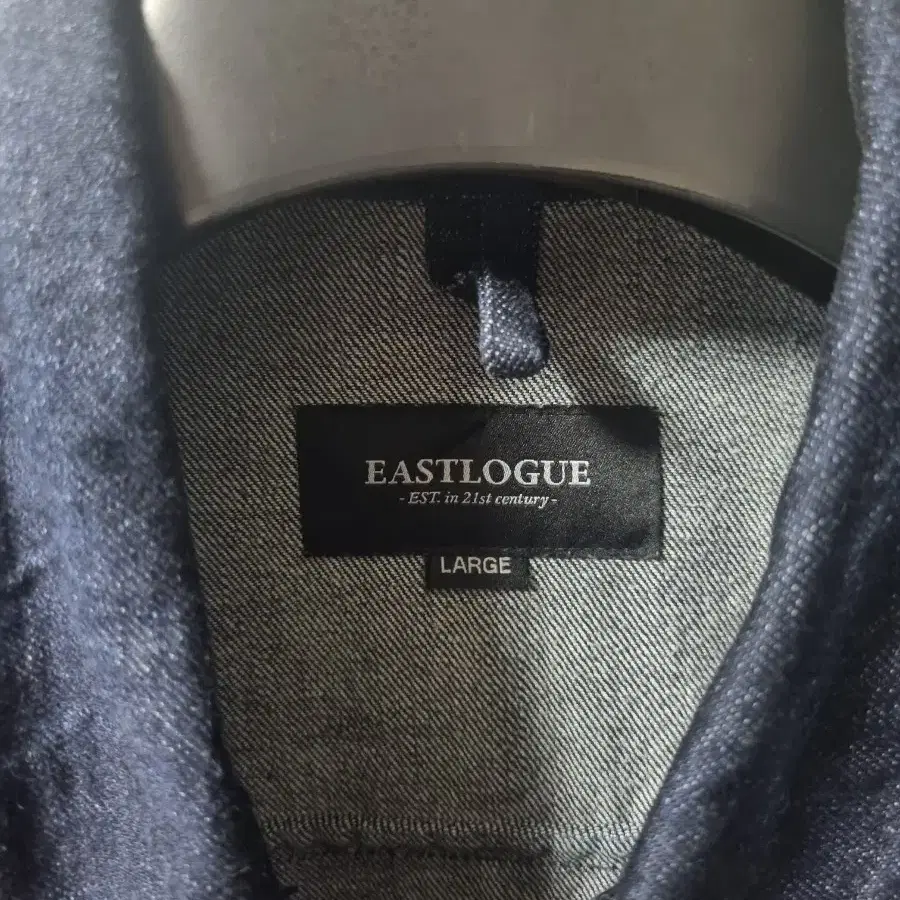 EASTLOGUE
- EST. in 21st century -
LARGE